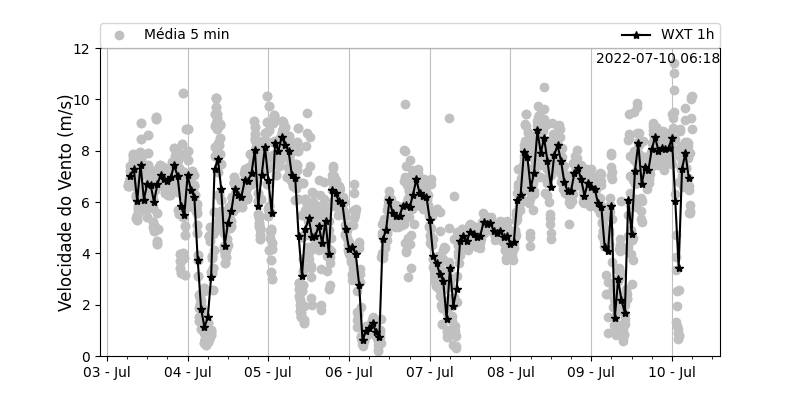 Média 5 min
WXT 1h
2022-07-10 06:18
Velocidade do Vento (m/s)
12
10
8
6
4
2
0
03 - Jul
04 - Jul
05 - Jul
06 - Jul
07 - Jul
08 - Jul
09 - Jul
10 - Jul